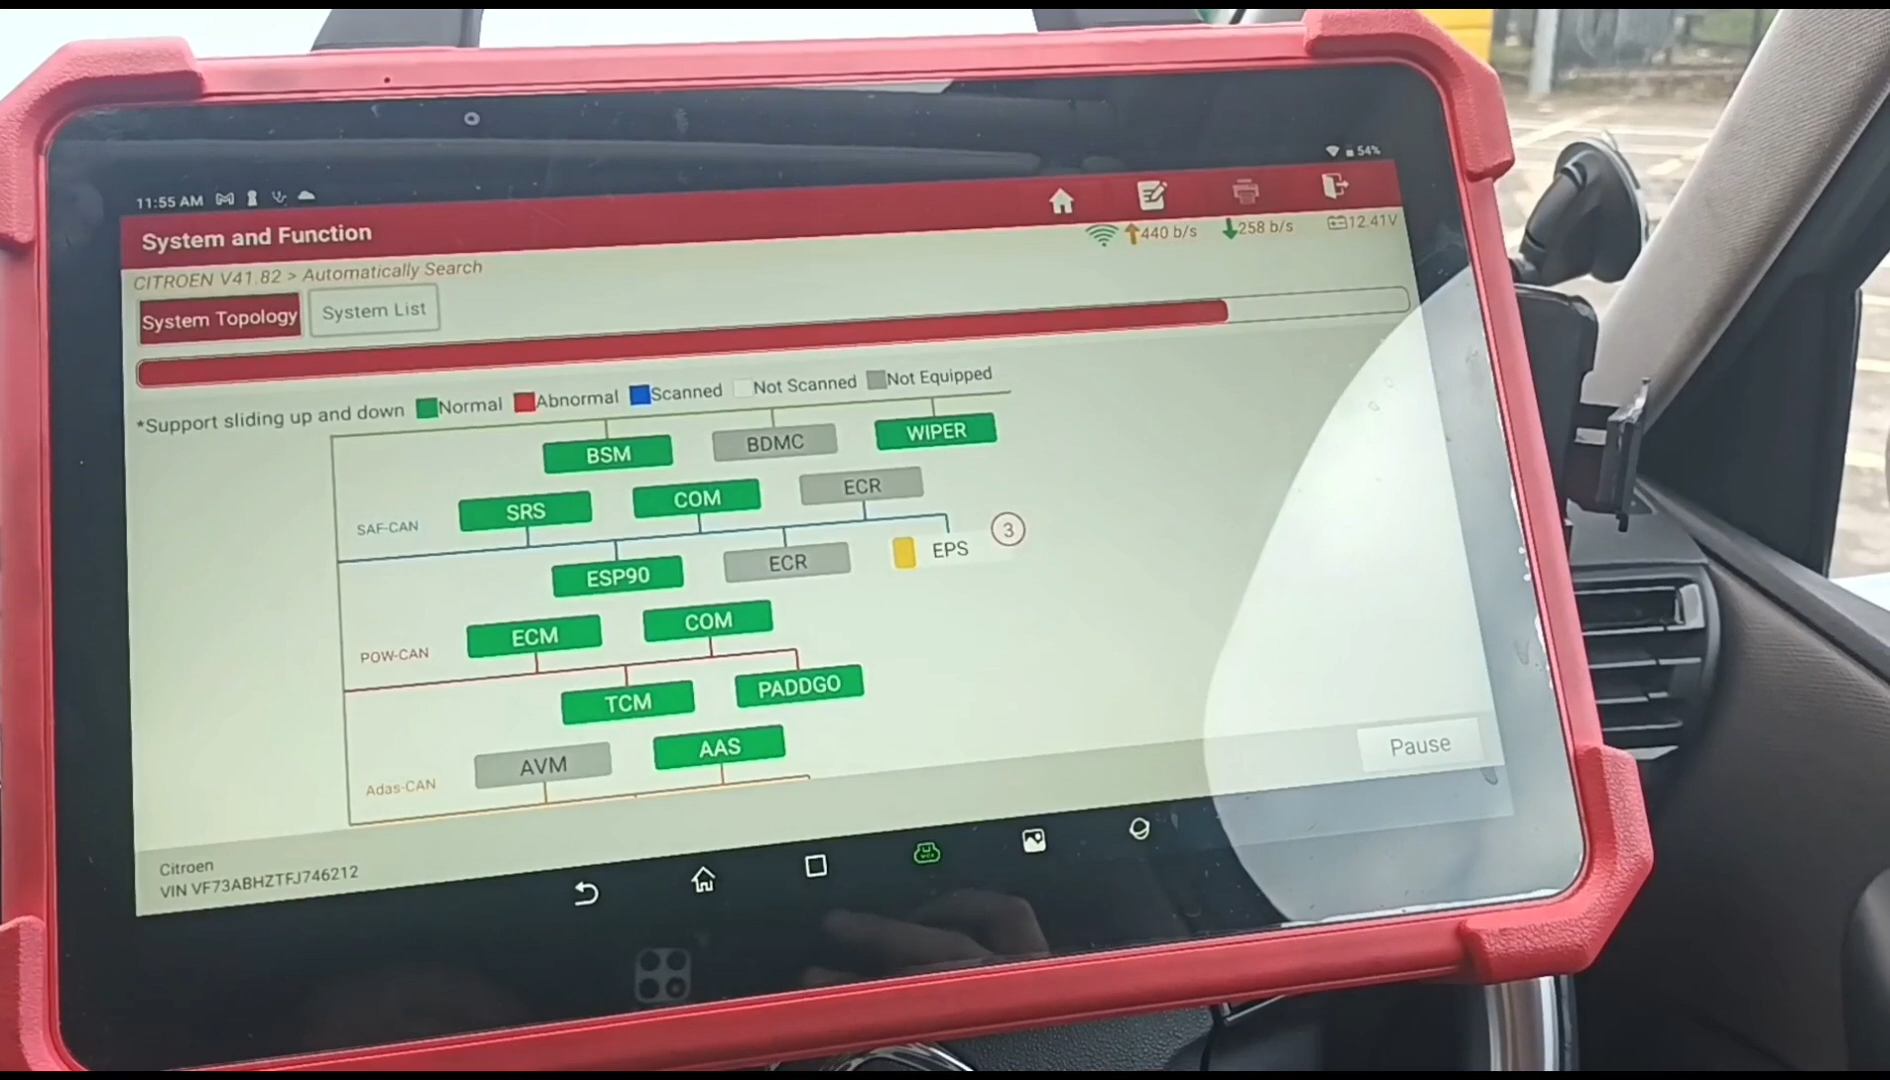 11:55 AM
54%
System and Function
440 b/s
258 b/s
12.41V
CITROEN V41.82 > Automatically Search
System Topology
System List
*Support sliding up and down
Normal
Abnormal
Scanned
Not Scanned
Not Equipped
BSM
BDMC
WIPER
SAF-CAN
SRS
COM
ECR
ESP90
ECR
EPS
3
POW-CAN
ECM
COM
TCM
PADDGO
Adas-CAN
AVM
AAS
Pause
Citroen
VIN VF73ABHZTFJ746212